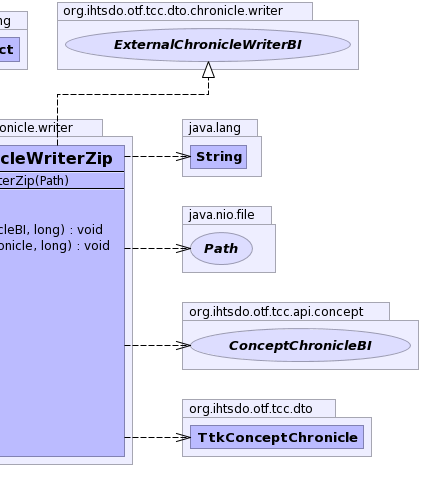 org.ihtsdo.otf.tcc.dto.chronicle.writer
ExternalChronicleWriterBI
ng
ct
onicle.writer
icleWriterZip
terZip(Path)
cleBI, long) : void
onicle, long) : void
java.lang
String
java.nio.file
Path
org.ihtsdo.otf.tcc.api.concept
ConceptChronicleBI
org.ihtsdo.otf.tcc.dto
TtkConceptChronicle